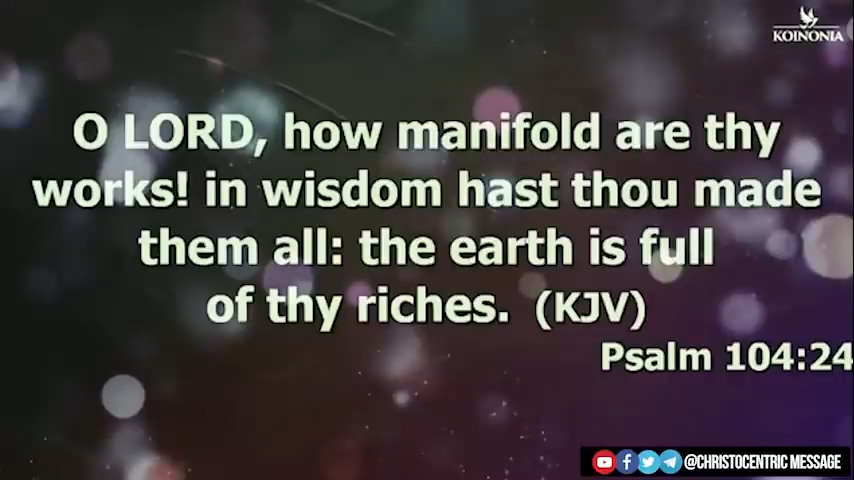 KOINONIA
O LORD, how manifold are thy
works! in wisdom hast thou made
them all: the earth is full
of thy riches. (KJV)
Psalm 104:24
@CHRISTOCENTRIC MESSAGE